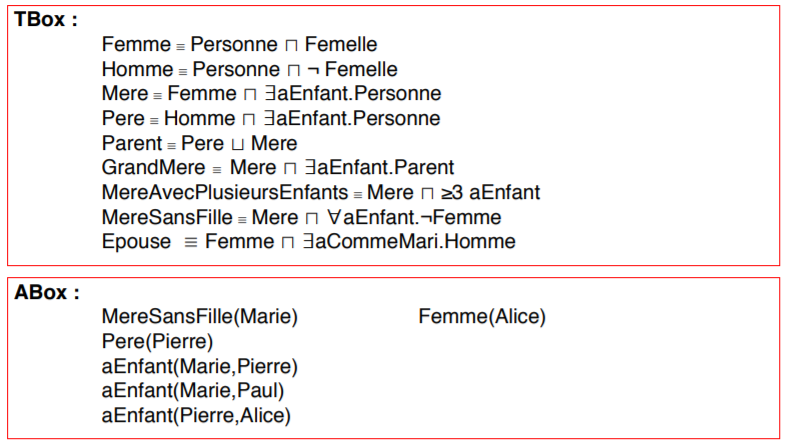 TBox :
Femme ≡ Personne ⊓ Femelle
Homme ≡ Personne ⊓ ¬ Femelle
Mere ≡ Femme ⊓ ∃aEnfant.Personne
Pere ≡ Homme ⊓ ∃aEnfant.Personne
Parent ≡ Pere ⊔ Mere
GrandMere ≡ Mere ⊓ ∃aEnfant.Parent
MereAvecPlusieursEnfants ≡ Mere ⊓ ≥3 aEnfant
MereSansFille ≡ Mere ⊓ ∀aEnfant.¬Femme
Epouse ≡ Femme ⊓ ∃aCommeMari.Homme
ABox :
MereSansFille(Marie) Femme(Alice)
Pere(Pierre)
aEnfant(Marie,Pierre)
aEnfant(Marie,Paul)
aEnfant(Pierre,Alice)